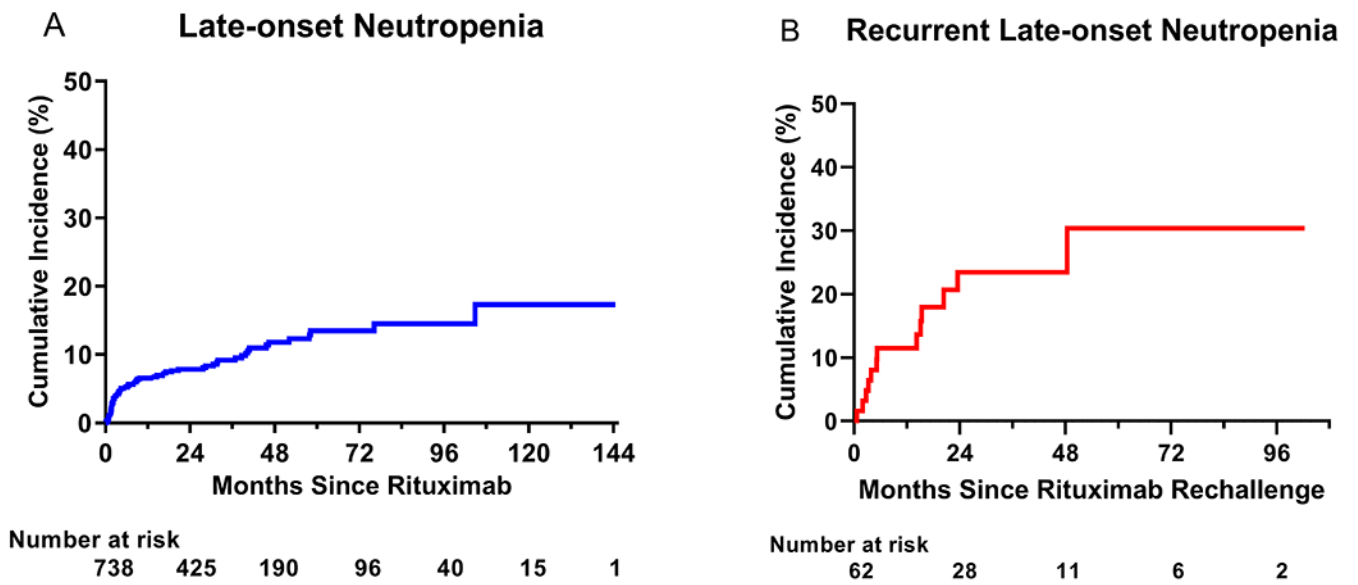 A Late-onset Neutropenia
Cumulative Incidence (%)
50
40
30
20
10
0
0 24 48 72 96 120 144
Months Since Rituximab
Number at risk
738 425 190 96 40 15 1
B Recurrent Late-onset Neutropenia
Cumulative Incidence (%)
50
40
30
20
10
0
0 24 48 72 96
Months Since Rituximab Rechallenge
Number at risk
62 28 11 6 2